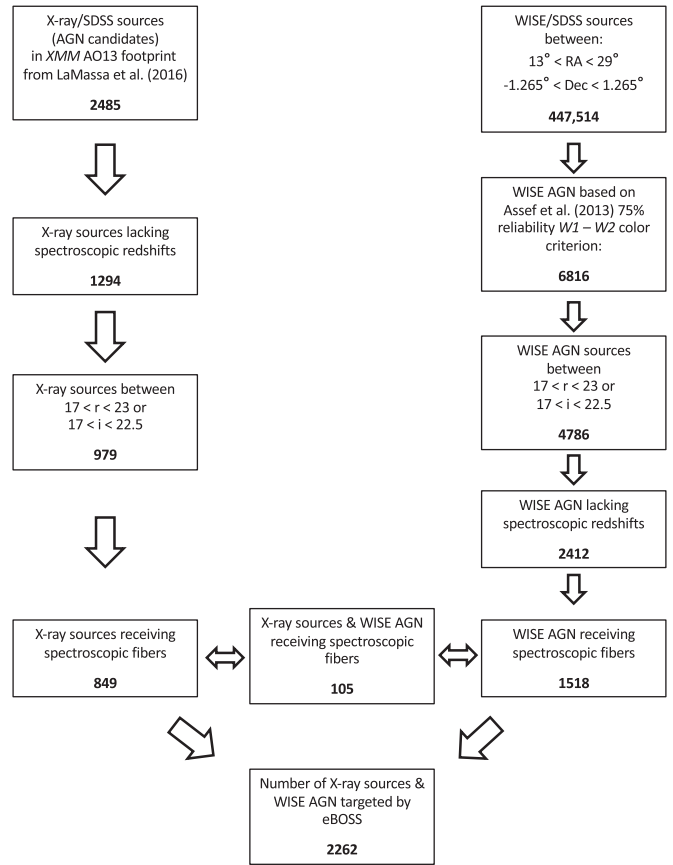 X-ray/SDSS sources
(AGN candidates)
in XMM AO13 footprint
from LaMassa et al. (2016)
2485
X-ray sources lacking
spectroscopic redshifts
1294
X-ray sources between
17 < r < 23 or
17 < i < 22.5
979
X-ray sources receiving
spectroscopic fibers
849
WISE/SDSS sources
between:
13° < RA < 29°
-1.265° < Dec < 1.265°
447,514
WISE AGN based on
Assef et al. (2013) 75%
reliability W1 – W2 color
criterion:
6816
WISE AGN sources
between
17 < r < 23 or
17 < i < 22.5
4786
WISE AGN lacking
spectroscopic redshifts
2412
WISE AGN receiving
spectroscopic fibers
1518
X-ray sources & WISE AGN
receiving spectroscopic
fibers
105
Number of X-ray sources &
WISE AGN targeted by
eBOSS
2262